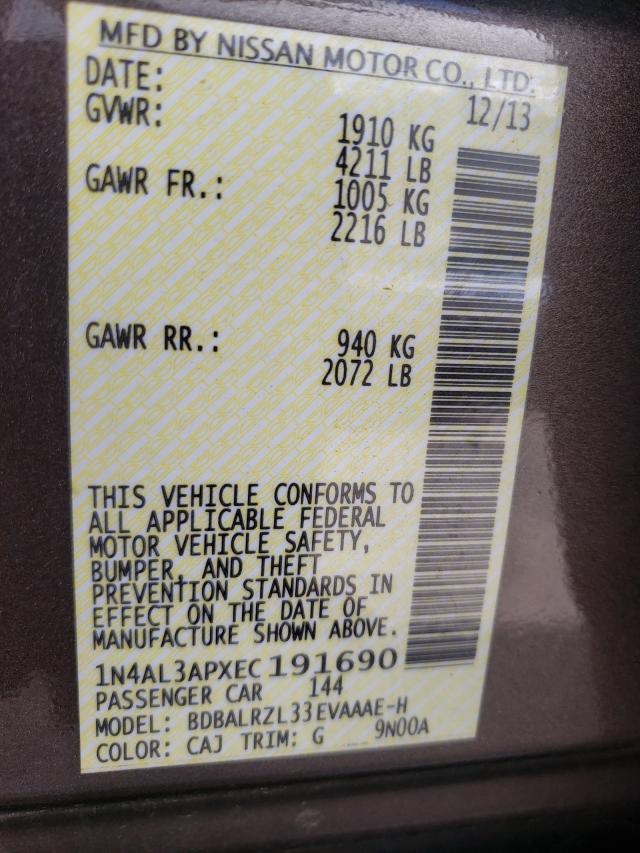 MFD BY NISSAN MOTOR CO., LTD.
DATE: 12/13
GVWR: 1910 KG
4211 LB
GAWR FR.: 1005 KG
2216 LB
GAWR RR.: 940 KG
2072 LB
THIS VEHICLE CONFORMS TO
ALL APPLICABLE FEDERAL
MOTOR VEHICLE SAFETY,
BUMPER, AND THEFT
PREVENTION STANDARDS IN
EFFECT ON THE DATE OF
MANUFACTURE SHOWN ABOVE.
1N4AL3APXEC191690
PASSENGER CAR 144
MODEL: BDBALRZL33EVAAAE-H
COLOR: CAJ TRIM: G 9N00A